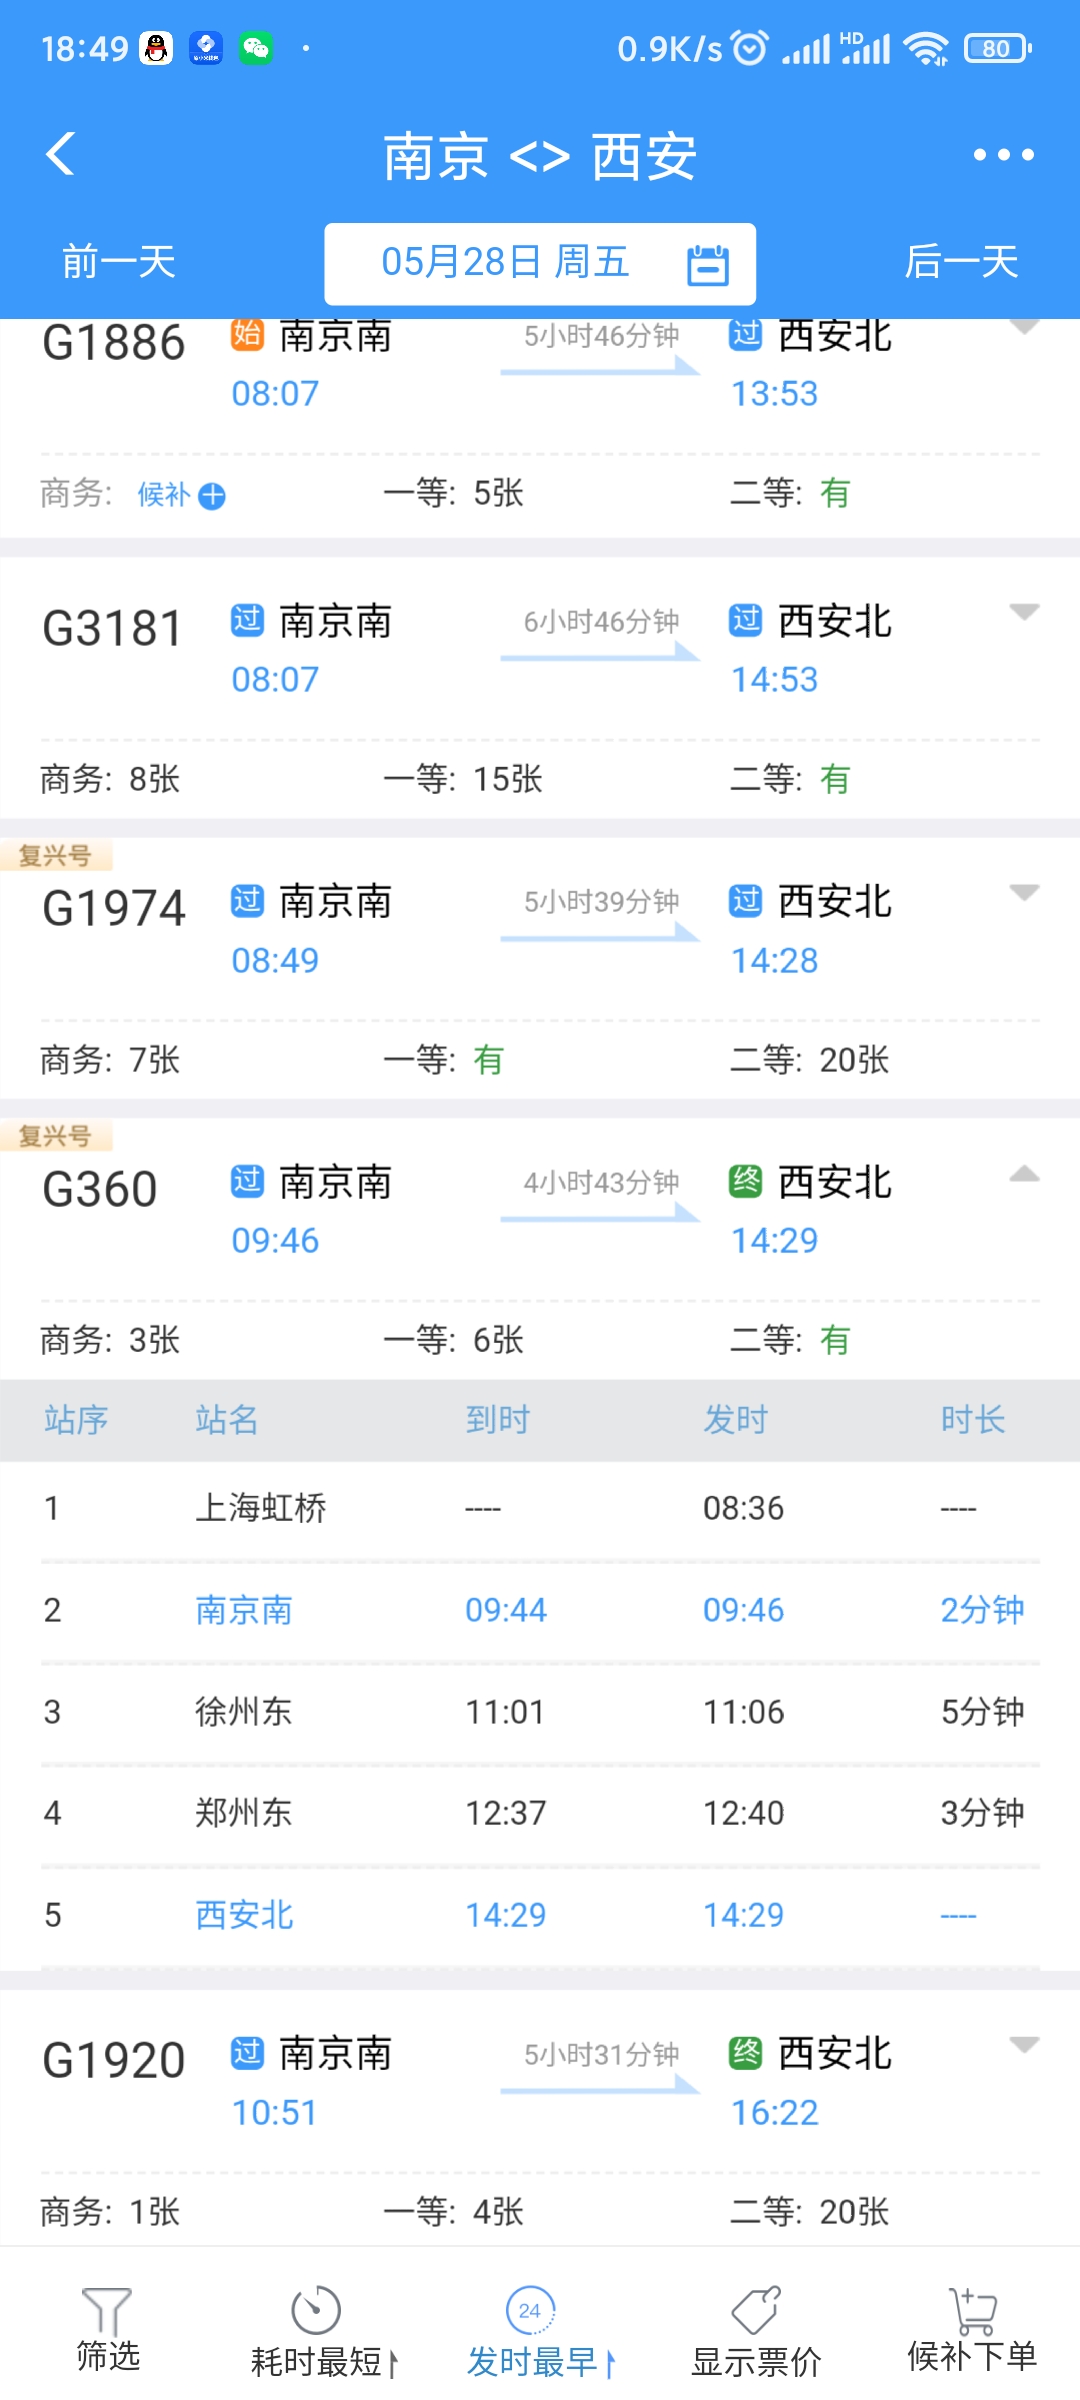 18:49 0.9K/s HD 80
南京 <> 西安
前一天 05月28日 周五 后一天
G1886 始 南京南 5小时46分钟 过 西安北
08:07 13:53
商务: 候补 一等: 5张 二等: 有
G3181 过 南京南 6小时46分钟 过 西安北
08:07 14:53
商务: 8张 一等: 15张 二等: 有
复兴号
G1974 过 南京南 5小时39分钟 过 西安北
08:49 14:28
商务: 7张 一等: 有 二等: 20张
复兴号
G360 过 南京南 4小时43分钟 终 西安北
09:46 14:29
商务: 3张 一等: 6张 二等: 有
站序 站名 到时 发时 时长
1 上海虹桥 ---- 08:36 ----
2 南京南 09:44 09:46 2分钟
3 徐州东 11:01 11:06 5分钟
4 郑州东 12:37 12:40 3分钟
5 西安北 14:29 14:29 ----
G1920 过 南京南 5小时31分钟 终 西安北
10:51 16:22
商务: 1张 一等: 4张 二等: 20张
24
筛选 耗时最短 发时最早 显示票价 候补下单